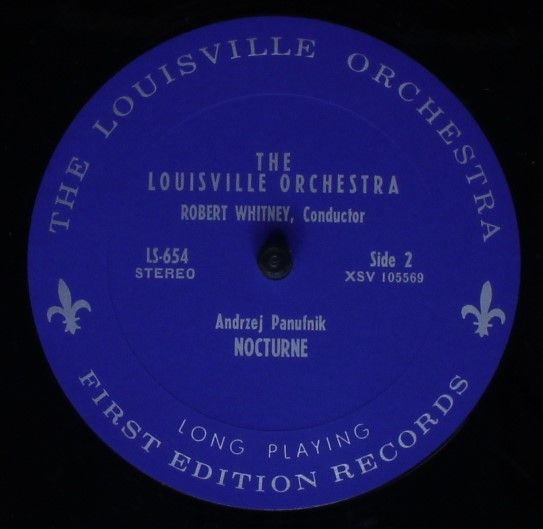 THE LOUISVILLE ORCHESTRA
THE
LOUISVILLE ORCHESTRA
ROBERT WHITNEY, Conductor
LS-654
STEREO
Side 2
XSV 105569
Andrzej Panufnik
NOCTURNE
LONG PLAYING
FIRST EDITION RECORDS